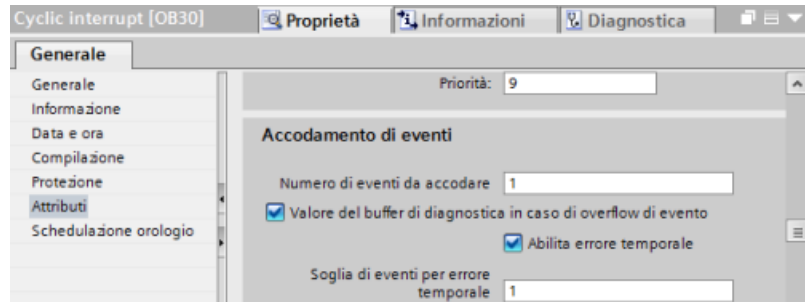 Cyclic interrupt [OB30]
Proprietà
Informazioni
Diagnostica
Generale
Generale
Informazione
Data e ora
Compilazione
Protezione
Attributi
Schedulazione orologio
Priorità: 9
Accodamento di eventi
Numero di eventi da accodare 1
Valore del buffer di diagnostica in caso di overflow di evento
Abilita errore temporale
Soglia di eventi per errore
temporale 1